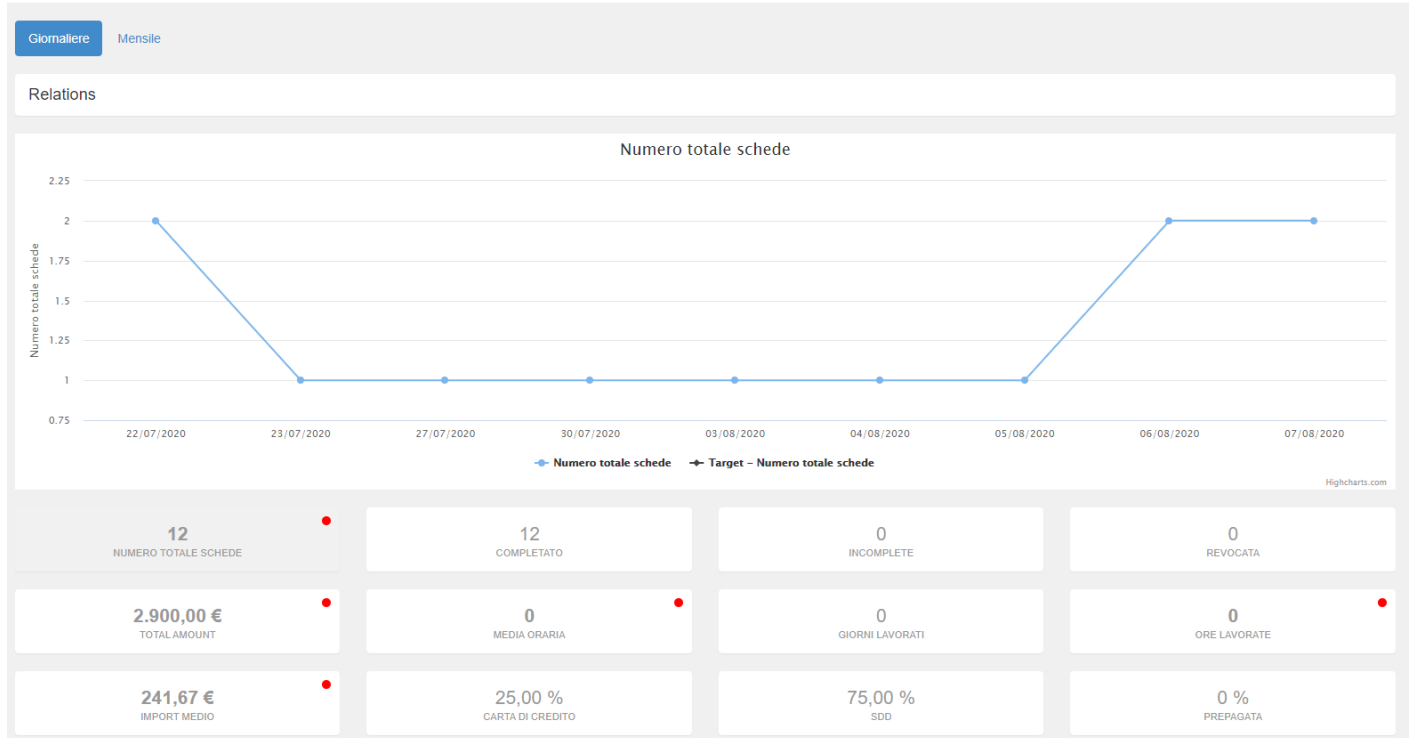 Giornaliere Mensile
Relations
Numero totale schede
2.25
2
1.75
1.5
1.25
1
0.75
Numero totale schede
22/07/2020 23/07/2020 27/07/2020 30/07/2020 03/08/2020 04/08/2020 05/08/2020 06/08/2020 07/08/2020
Numero totale schede Target – Numero totale schede
Highcharts.com
12 12 0 0
NUMERO TOTALE SCHEDE COMPLETATO INCOMPLETE REVOCATA
2.900,00 € 0 0 0
TOTAL AMOUNT MEDIA ORARIA GIORNI LAVORATI ORE LAVORATE
241,67 € 25,00 % 75,00 % 0 %
IMPORT MEDIO CARTA DI CREDITO SDD PREPAGATA